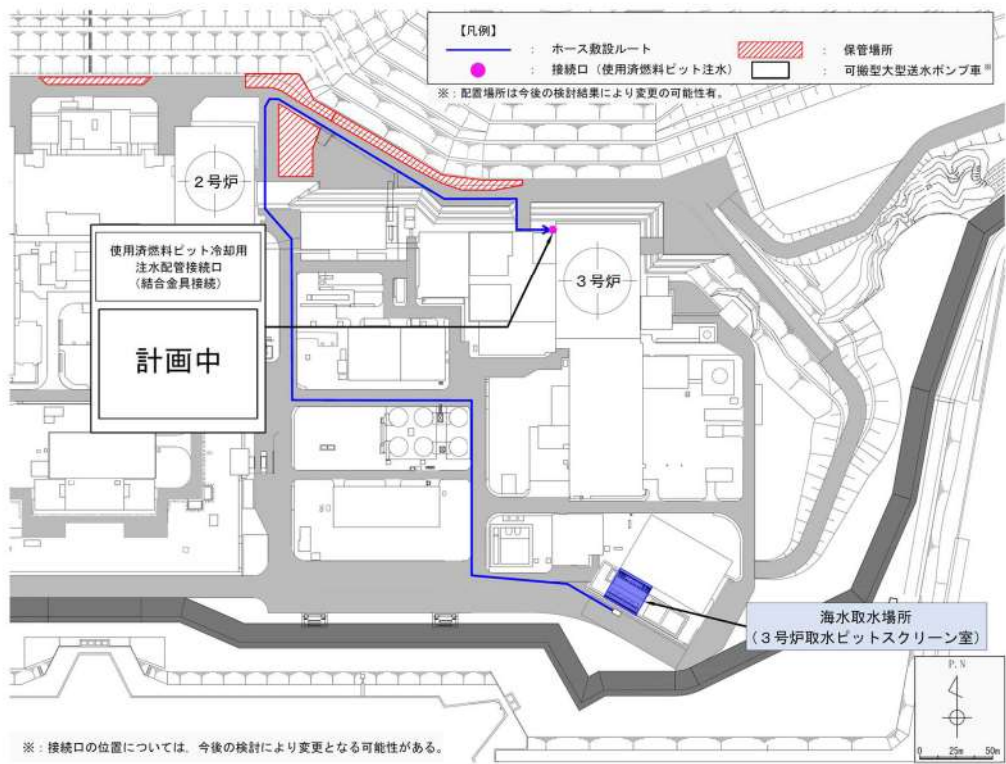 【凡例】
： ホース敷設ルート
： 保管場所
： 接続口（使用済燃料ピット注水）
： 可搬型大型送水ポンプ車※
※：配置場所は今後の検討結果により変更の可能性有。
2号炉
使用済燃料ピット冷却用
注水配管接続口
（結合金具接続）
計画中
3号炉
海水取水場所
（3号炉取水ピットスクリーン室）
P.N
0 25m 50m
※：接続口の位置については、今後の検討により変更となる可能性がある。